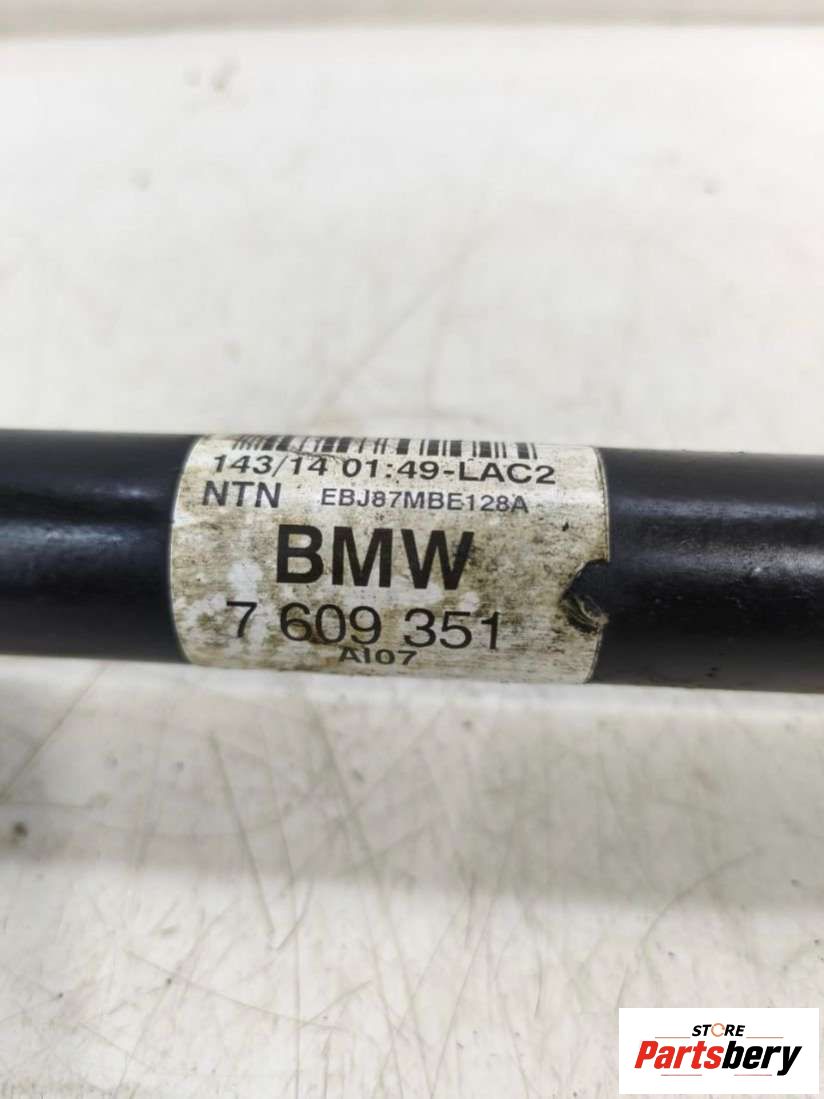 143/14 01:49-LAC2
NTN EBJ87MBE128A
BMW
7 609 351
AI07
STORE
Partsbery